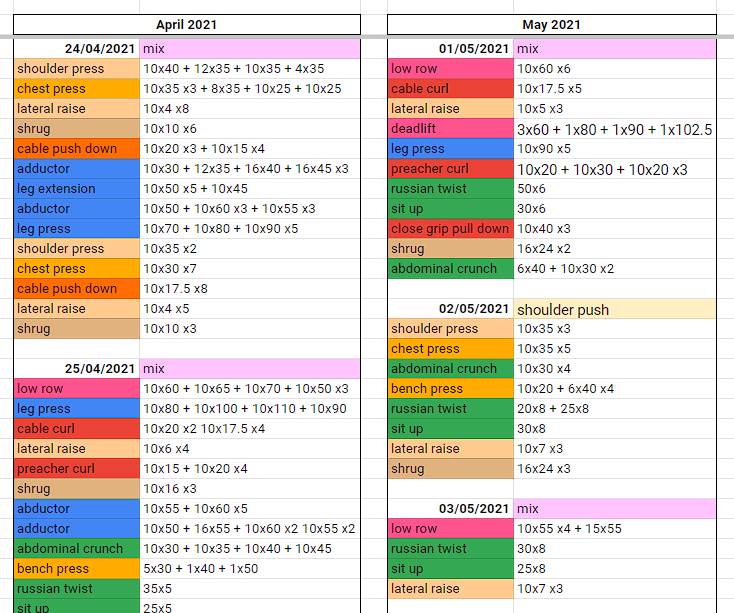 April 2021
24/04/2021 mix
shoulder press 10x40 + 12x35 + 10x35 + 4x35
chest press 10x35 x3 + 8x35 + 10x25 + 10x25
lateral raise 10x4 x8
shrug 10x10 x6
cable push down 10x20 x3 + 10x15 x4
adductor 10x30 + 12x35 + 16x40 + 16x45 x3
leg extension 10x50 x5 + 10x45
abductor 10x50 + 10x60 x3 + 10x55 x3
leg press 10x70 + 10x80 + 10x90 x5
shoulder press 10x35 x2
chest press 10x30 x7
cable push down 10x17.5 x8
lateral raise 10x4 x5
shrug 10x10 x3
25/04/2021 mix
low row 10x60 + 10x65 + 10x70 + 10x50 x3
leg press 10x80 + 10x100 + 10x110 + 10x90
cable curl 10x20 x2 10x17.5 x4
lateral raise 10x6 x4
preacher curl 10x15 + 10x20 x4
shrug 10x16 x3
abductor 10x55 + 10x60 x5
adductor 10x50 + 16x55 + 10x60 x2 10x55 x2
abdominal crunch 10x30 + 10x35 + 10x40 + 10x45
bench press 5x30 + 1x40 + 1x50
russian twist 35x5
sit up 25x5
May 2021
01/05/2021 mix
low row 10x60 x6
cable curl 10x17.5 x5
lateral raise 10x5 x3
deadlift 3x60 + 1x80 + 1x90 + 1x102.5
leg press 10x90 x5
preacher curl 10x20 + 10x30 + 10x20 x3
russian twist 50x6
sit up 30x6
close grip pull down 10x40 x3
shrug 16x24 x2
abdominal crunch 6x40 + 10x30 x2
02/05/2021 shoulder push
shoulder press 10x35 x3
chest press 10x35 x5
abdominal crunch 10x30 x4
bench press 10x20 + 6x40 x4
russian twist 20x8 + 25x8
sit up 30x8
lateral raise 10x7 x3
shrug 16x24 x3
03/05/2021 mix
low row 10x55 x4 + 15x55
russian twist 30x8
sit up 25x8
lateral raise 10x7 x3